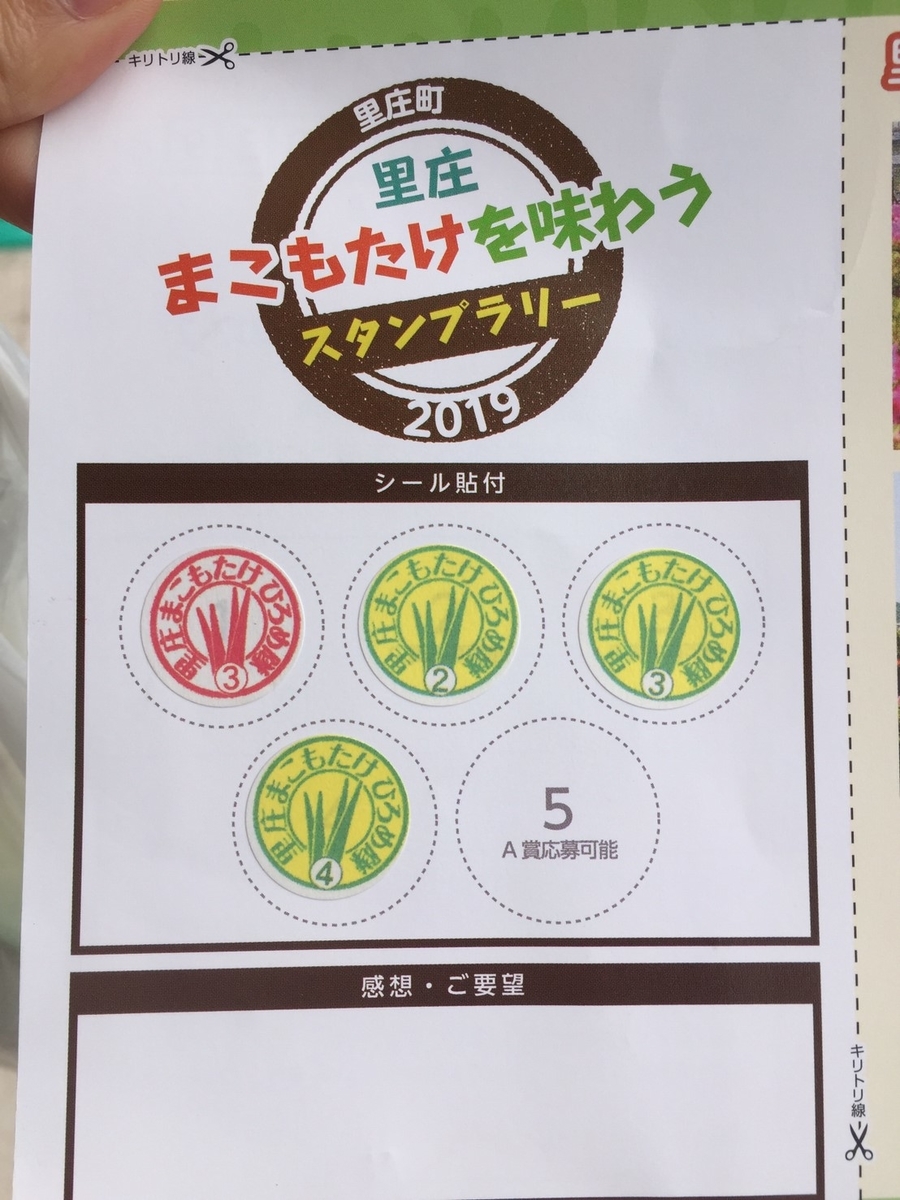 キリトリ線
里庄町
里庄
まこもたけを味わう
スタンプラリー
2019
シール貼付
里庄まこもたけひろめ隊
3
里庄まこもたけひろめ隊
2
里庄まこもたけひろめ隊
3
里庄まこもたけひろめ隊
4
5
A賞応募可能
感想・ご要望
キリトリ線